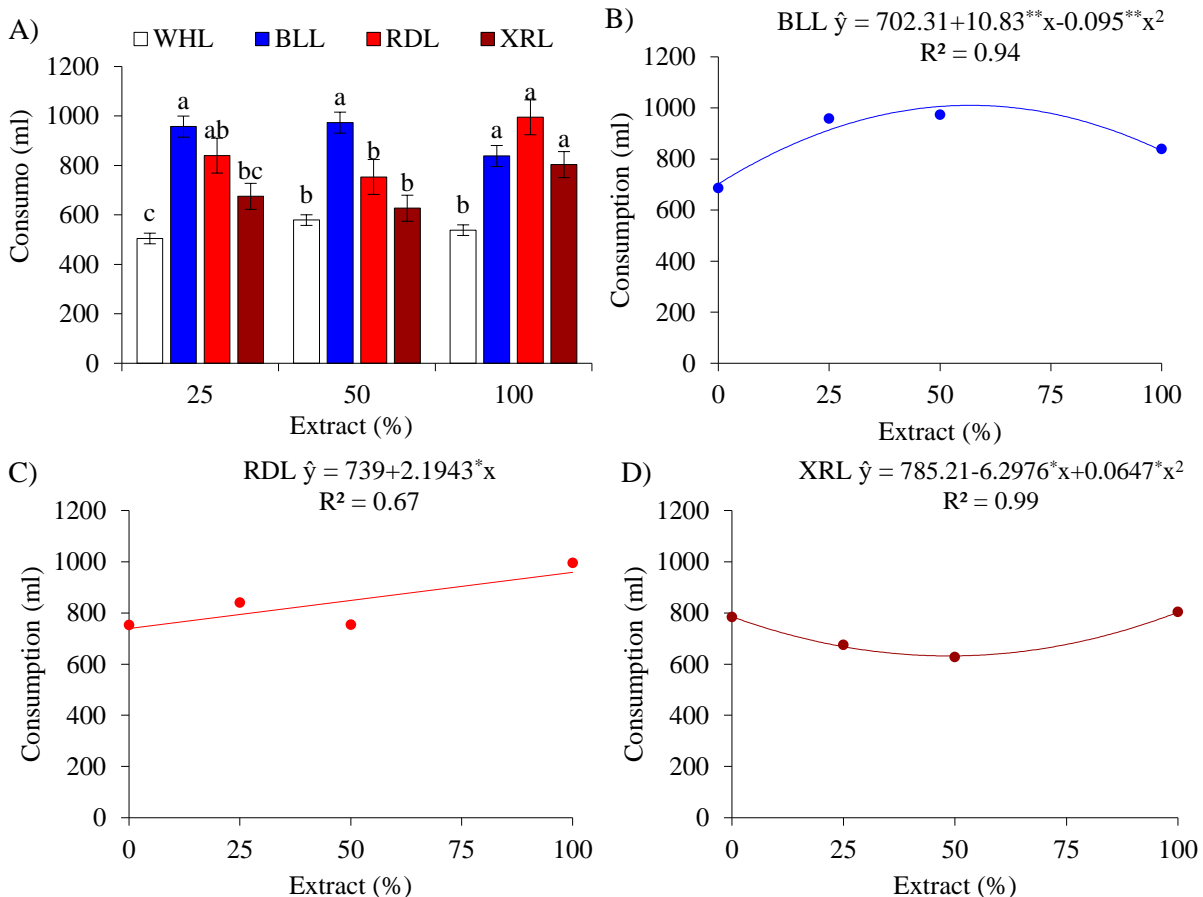 A)
WHL BLL RDL XRL
1200
1000
800
600
400
200
0
Consumo (ml)
c a ab bc
b a b b
b a a a
25 50 100
Extract (%)
B)
BLL ŷ = 702.31+10.83**x-0.095**x²
R² = 0.94
1200
1000
800
600
400
200
0
Consumption (ml)
0 25 50 75 100
Extract (%)
C)
RDL ŷ = 739+2.1943*x
R² = 0.67
1200
1000
800
600
400
200
0
Consumption (ml)
0 25 50 75 100
Extract (%)
D)
XRL ŷ = 785.21-6.2976*x+0.0647*x²
R² = 0.99
1200
1000
800
600
400
200
0
Consumption (ml)
0 25 50 75 100
Extract (%)